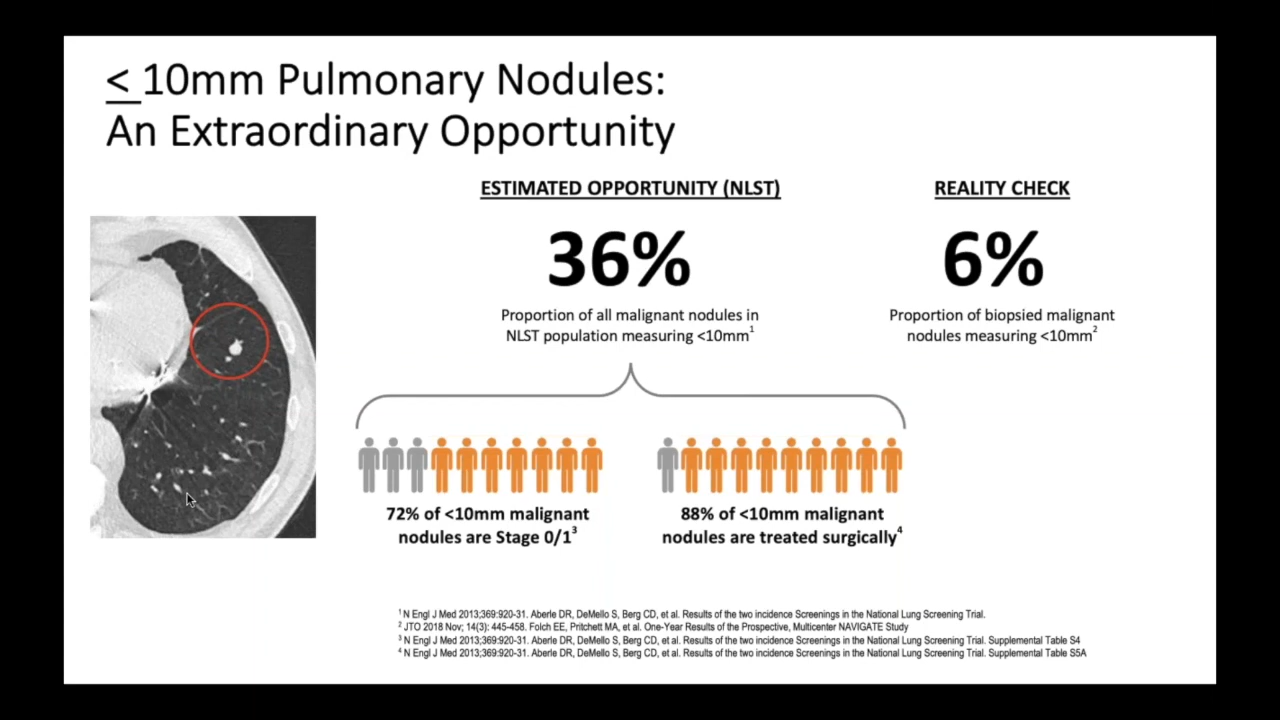 < 10mm Pulmonary Nodules:
An Extraordinary Opportunity
ESTIMATED OPPORTUNITY (NLST)
36%
Proportion of all malignant nodules in
NLST population measuring <10mm1
REALITY CHECK
6%
Proportion of biopsied malignant
nodules measuring <10mm2
72% of <10mm malignant
nodules are Stage 0/13
88% of <10mm malignant
nodules are treated surgically4
1 N Engl J Med 2013;369:920-31. Aberle DR, DeMello S, Berg CD, et al. Results of the two incidence Screenings in the National Lung Screening Trial.
2 JTO 2018 Nov; 14(3): 445-458. Folch EE, Pritchett MA, et al. One-Year Results of the Prospective, Multicenter NAVIGATE Study
3 N Engl J Med 2013;369:920-31. Aberle DR, DeMello S, Berg CD, et al. Results of the two incidence Screenings in the National Lung Screening Trial. Supplemental Table S4
4 N Engl J Med 2013;369:920-31. Aberle DR, DeMello S, Berg CD, et al. Results of the two incidence Screenings in the National Lung Screening Trial. Supplemental Table S5A